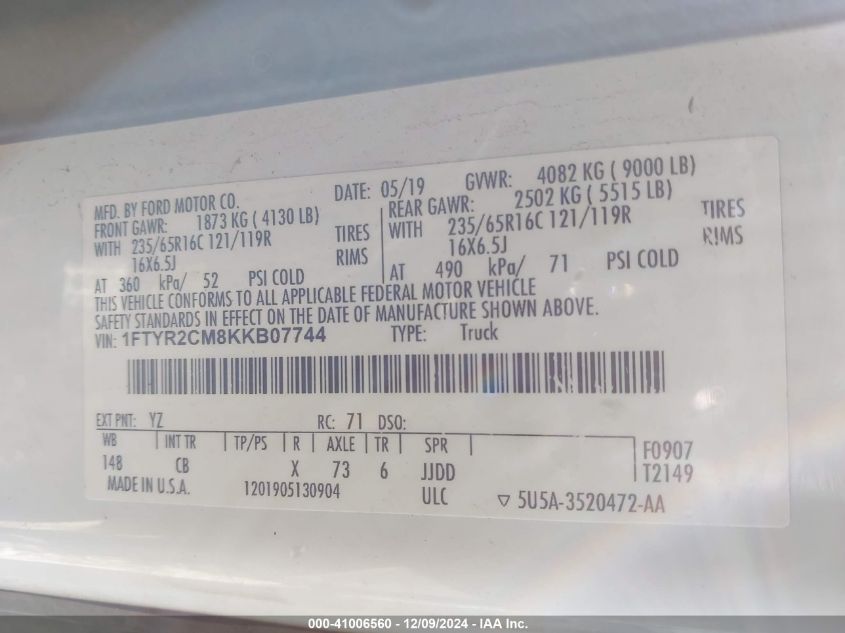 MFD. BY FORD MOTOR CO.
DATE: 05/19
GVWR: 4082 KG ( 9000 LB)
FRONT GAWR: 1873 KG ( 4130 LB)
WITH 235/65R16C 121/119R TIRES
16X6.5J RIMS
AT 360 kPa/ 52 PSI COLD
REAR GAWR: 2502 KG ( 5515 LB)
WITH 235/65R16C 121/119R TIRES
16X6.5J RIMS
AT 490 kPa/ 71 PSI COLD
THIS VEHICLE CONFORMS TO ALL APPLICABLE FEDERAL MOTOR VEHICLE
SAFETY STANDARDS IN EFFECT ON THE DATE OF MANUFACTURE SHOWN ABOVE.
VIN: 1FTYR2CM8KKB07744 TYPE: Truck
EXT PNT: YZ RC: 71 DSO:
WB INT TR TP/PS R AXLE TR SPR F0907
148 CB X 73 6 JJDD T2149
MADE IN U.S.A. 1201905130904 ULC ▽ 5U5A-3520472-AA
000-41006560 - 12/09/2024 - IAA Inc.